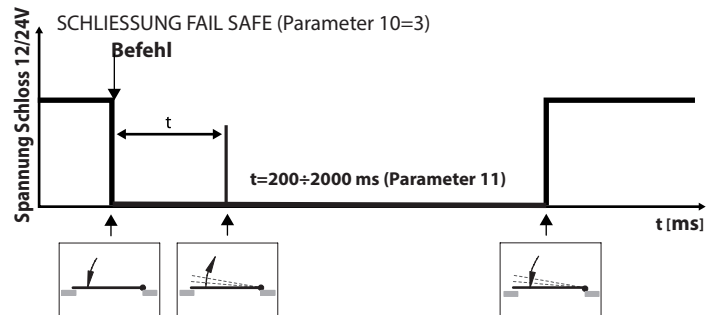 SCHLIESSUNG FAIL SAFE (Parameter 10=3)
Befehl
Spannung Schloss 12/24V
t
t=200÷2000 ms (Parameter 11)
t [ms]